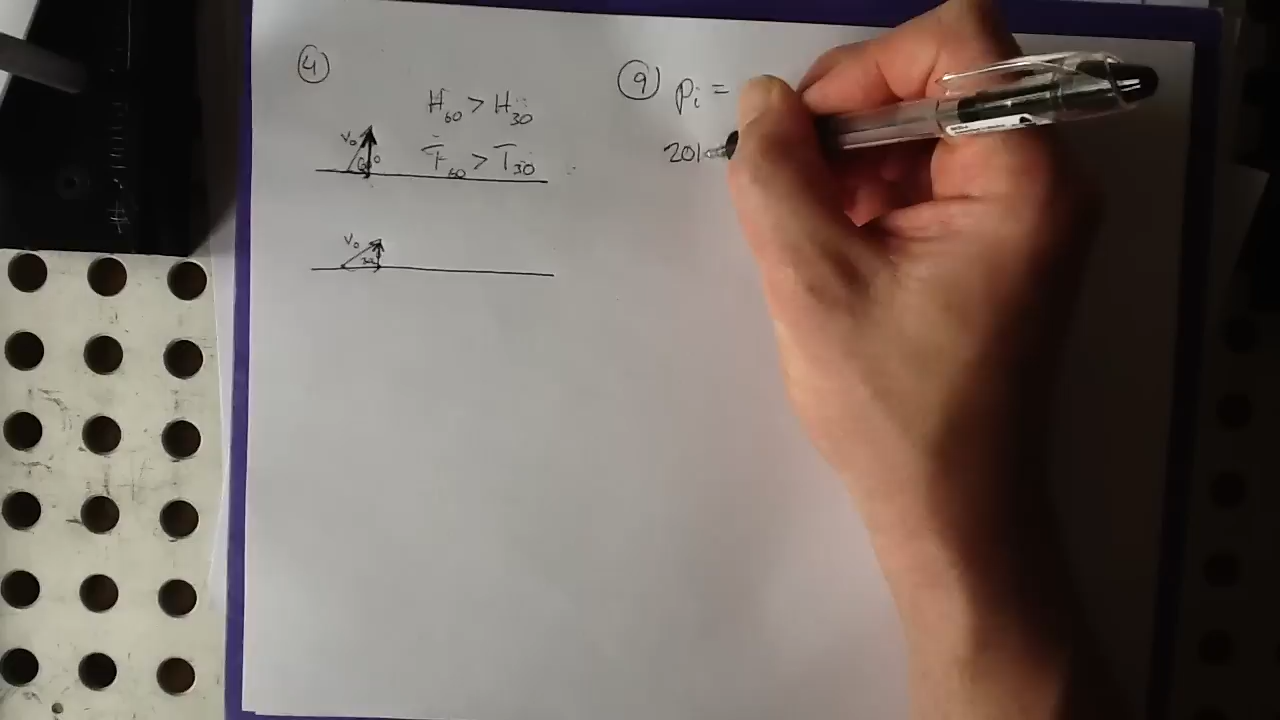 ④
H₆₀ > H₃₀
v₀ 60
T₆₀ > T₃₀
v₀ 30
⑨ pᵢ =
201